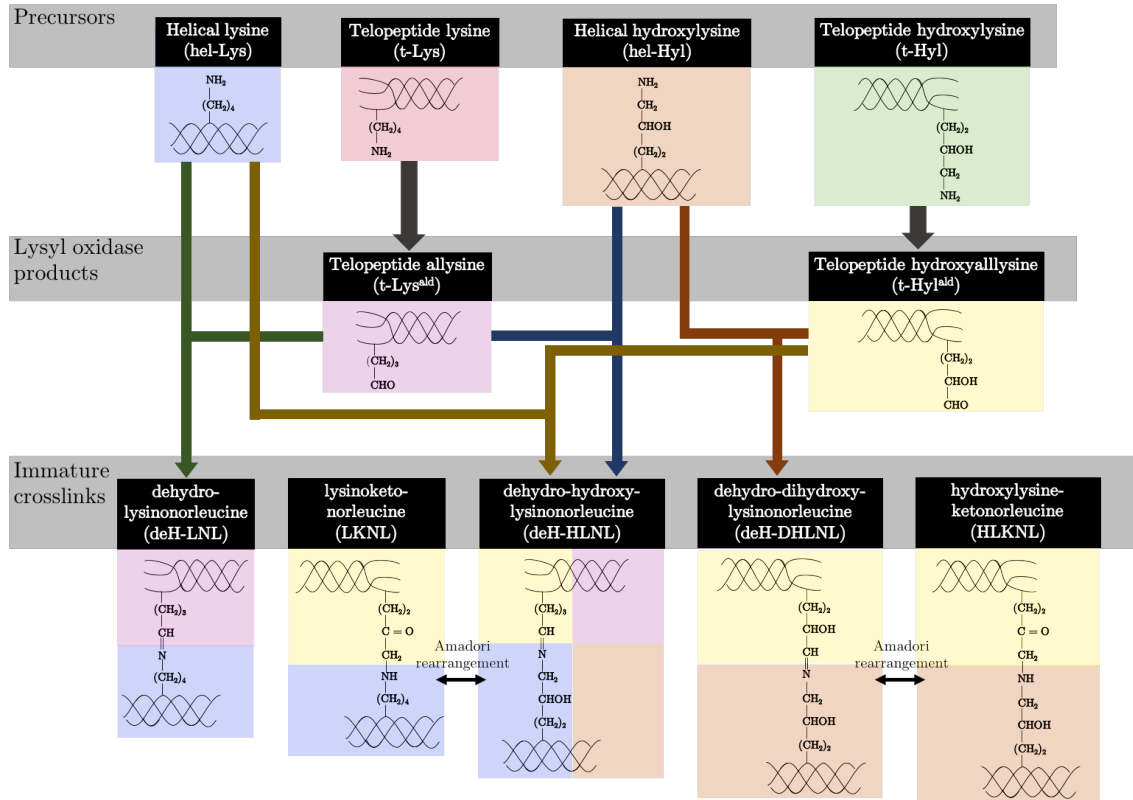 Precursors
Helical lysine
(hel-Lys)
Telopeptide lysine
(t-Lys)
Helical hydroxylysine
(hel-Hyl)
Telopeptide hydroxylysine
(t-Hyl)
NH₂
(CH₂)₄
(CH₂)₄
NH₂
NH₂
CH₂
CHOH
(CH₂)₂
(CH₂)₂
CHOH
CH₂
NH₂
Lysyl oxidase
products
Telopeptide allysine
(t-Lysᵃˡᵈ)
Telopeptide hydroxyalllysine
(t-Hylᵃˡᵈ)
(CH₂)₃
CHO
(CH₂)₂
CHOH
CHO
Immature
crosslinks
dehydro-
lysinonorleucine
(deH-LNL)
lysinoketo-
norleucine
(LKNL)
dehydro-hydroxy-
lysinonorleucine
(deH-HLNL)
dehydro-dihydroxy-
lysinonorleucine
(deH-DHLNL)
hydroxylysine-
ketonorleucine
(HLKNL)
(CH₂)₃
CH
N
(CH₂)₄
(CH₂)₂
C = O
CH₂
NH
(CH₂)₄
Amadori
rearrangement
(CH₂)₃
CH
N
CH₂
CHOH
(CH₂)₂
(CH₂)₂
CHOH
CH
N
CH₂
CHOH
(CH₂)₂
Amadori
rearrangement
(CH₂)₂
C = O
CH₂
NH
CH₂
CHOH
(CH₂)₂